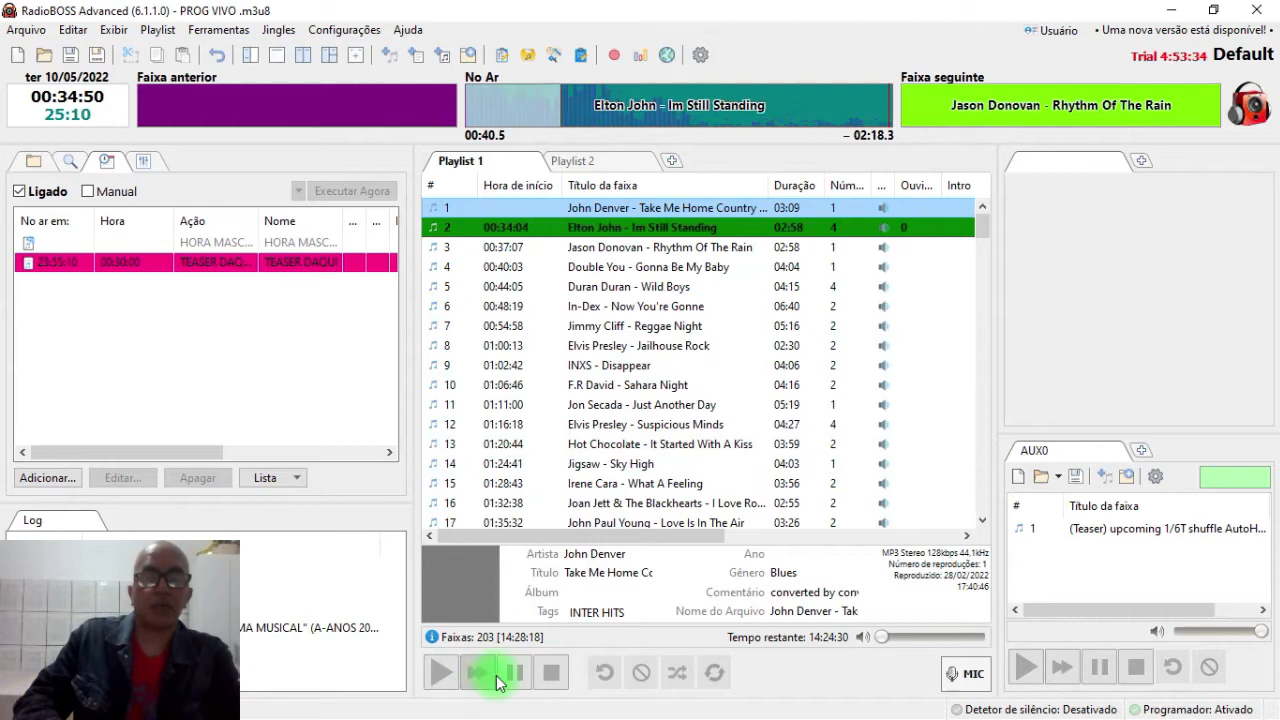 RadioBOSS Advanced (6.1.1.0) - PROG VIVO .m3u8
Arquivo Editar Exibir Playlist Ferramentas Jingles Configurações Ajuda Usuário • Uma nova versão está disponível! •
Trial 4:53:34 Default
ter 10/05/2022
00:34:50
25:10
Faixa anterior
No Ar
Elton John - Im Still Standing
00:40.5 – 02:18.3
Faixa seguinte
Jason Donovan - Rhythm Of The Rain
Ligado Manual Executar Agora
No ar em: Hora Ação Nome ... ...
HORA MASC... HORA MASC...
23:55:10 00:30:00 TEASER DAQ... TEASER DAQUI
Adicionar... Editar... Apagar Lista
Log
MA MUSICAL" (A-ANOS 20...
Playlist 1 Playlist 2
# Hora de início Título da faixa Duração Núm... ... Ouvi... Intro
1 John Denver - Take Me Home Country ... 03:09 1
2 00:34:04 Elton John - Im Still Standing 02:58 4 0
3 00:37:07 Jason Donovan - Rhythm Of The Rain 02:58 1
4 00:40:03 Double You - Gonna Be My Baby 04:04 1
5 00:44:05 Duran Duran - Wild Boys 04:15 4
6 00:48:19 In-Dex - Now You're Gonne 06:40 2
7 00:54:58 Jimmy Cliff - Reggae Night 05:16 2
8 01:00:13 Elvis Presley - Jailhouse Rock 02:30 2
9 01:02:42 INXS - Disappear 04:06 2
10 01:06:46 F.R David - Sahara Night 04:16 2
11 01:11:00 Jon Secada - Just Another Day 05:19 1
12 01:16:18 Elvis Presley - Suspicious Minds 04:27 4
13 01:20:44 Hot Chocolate - It Started With A Kiss 03:59 2
14 01:24:41 Jigsaw - Sky High 04:03 1
15 01:28:43 Irene Cara - What A Feeling 03:56 2
16 01:32:38 Joan Jett & The Blackhearts - I Love Ro... 02:55 2
17 01:35:32 John Paul Young - Love Is In The Air 03:26 2
Artista John Denver Ano
Título Take Me Home Cc Gênero Blues
Álbum Comentário converted by con
Tags INTER HITS Nome do Arquivo John Denver - Tak
MP3 Stereo 128kbps 44,1kHz
Número de reproduções: 1
Reproduzido: 28/02/2022
17:40:46
Faixas: 203 [14:28:18] Tempo restante: 14:24:30
MIC
AUX0
# Título da faixa
1 (Teaser) upcoming 1/6T shuffle AutoH...
Detetor de silêncio: Desativado Programador: Ativado